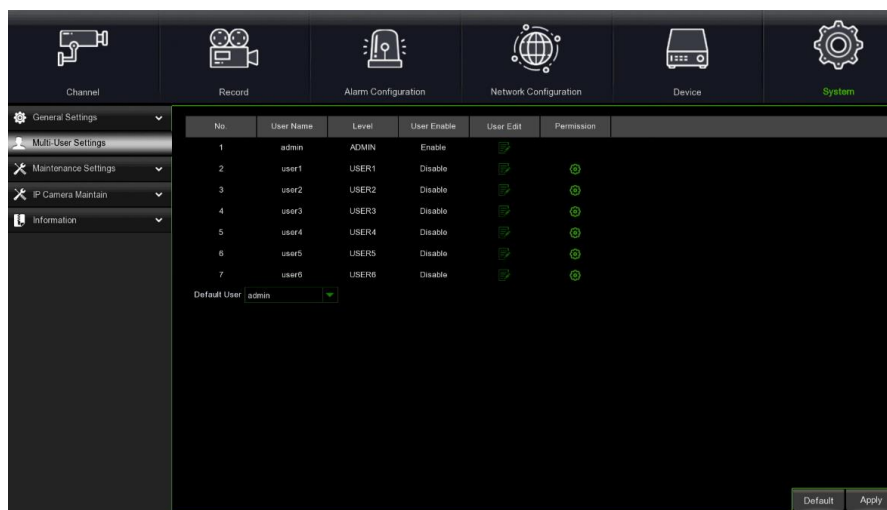 Channel Record Alarm Configuration Network Configuration Device System
General Settings
Multi-User Settings
Maintenance Settings
IP Camera Maintain
Information
No. User Name Level User Enable User Edit Permission
1 admin ADMIN Enable
2 user1 USER1 Disable
3 user2 USER2 Disable
4 user3 USER3 Disable
5 user4 USER4 Disable
6 user5 USER5 Disable
7 user6 USER6 Disable
Default User admin
Default Apply